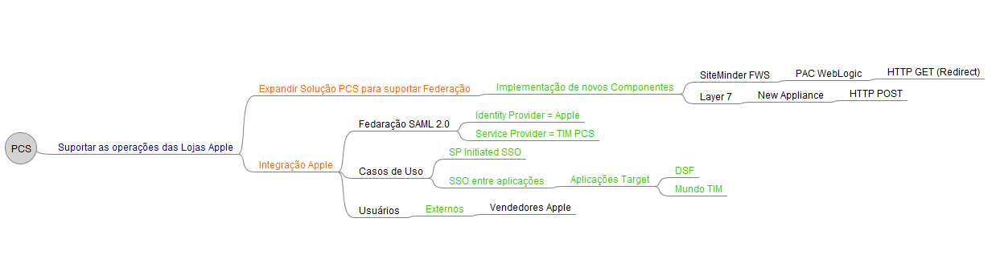 PCS
Suportar as operações das Lojas Apple
Expandir Solução PCS para suportar Federação
Implementação de novos Componentes
SiteMinder FWS
PAC WebLogic
HTTP GET (Redirect)
Layer 7
New Appliance
HTTP POST
Integração Apple
Fedaração SAML 2.0
Identity Provider = Apple
Service Provider = TIM PCS
Casos de Uso
SP Initiated SSO
SSO entre aplicações
Aplicações Target
DSF
Mundo TIM
Usuários
Externos
Vendedores Apple